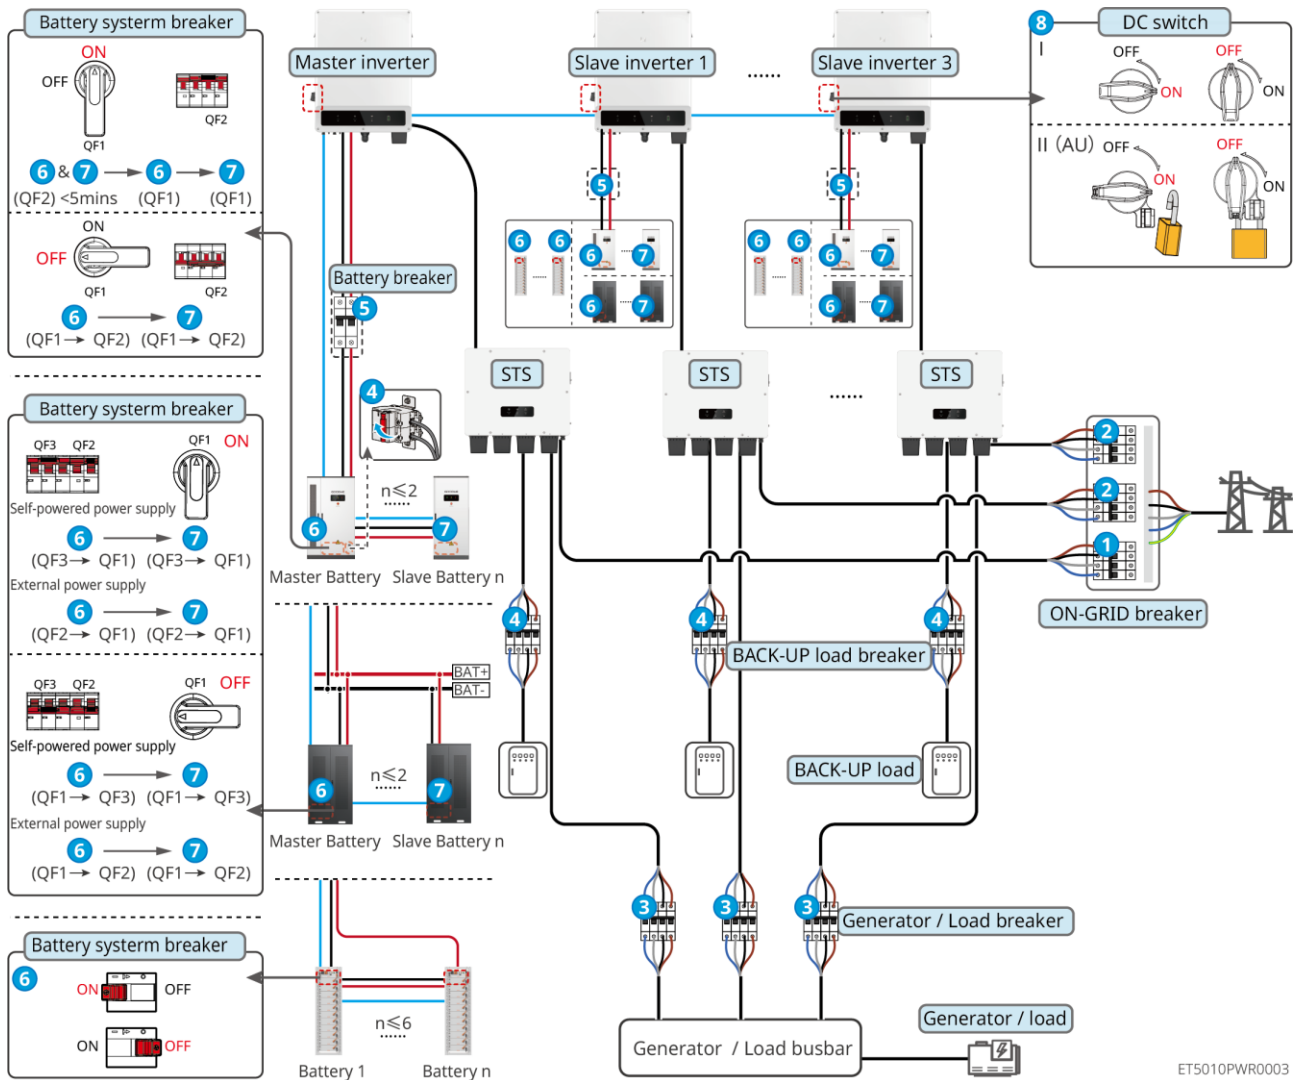 Battery systerm breaker
ON
OFF
QF1
QF2
6 & 7 → 6 → 7
(QF2) <5mins (QF1) (QF1)
ON
OFF
QF1
QF2
6 → 7
(QF1→ QF2) (QF1→ QF2)
Battery systerm breaker
QF3 QF2 QF1 ON
Self-powered power supply
6 → 7
(QF3→ QF1) (QF3→ QF1)
External power supply
6 → 7
(QF2→ QF1) (QF2→ QF1)
QF3 QF2 QF1 OFF
Self-powered power supply
6 → 7
(QF1→ QF3) (QF1→ QF3)
External power supply
6 → 7
(QF1→ QF2) (QF1→ QF2)
Battery systerm breaker
6
ON OFF
ON OFF
Master inverter
Slave inverter 1
......
Slave inverter 3
Battery breaker
5
4
n⩽2
......
6
7
Master Battery Slave Battery n
BAT+
BAT-
n⩽2
......
6
7
Master Battery Slave Battery n
n⩽6
......
Battery 1 Battery n
5
6 6 6 7
6 7
5
6 6 6 7
6 7
STS
STS
......
STS
8
DC switch
I
OFF
ON
OFF
ON
II (AU)
OFF
ON
OFF
ON
2
2
1
ON-GRID breaker
4
4
4
BACK-UP load breaker
BACK-UP load
3
3
3
Generator / Load breaker
Generator / Load busbar
Generator / load
ET5010PWR0003